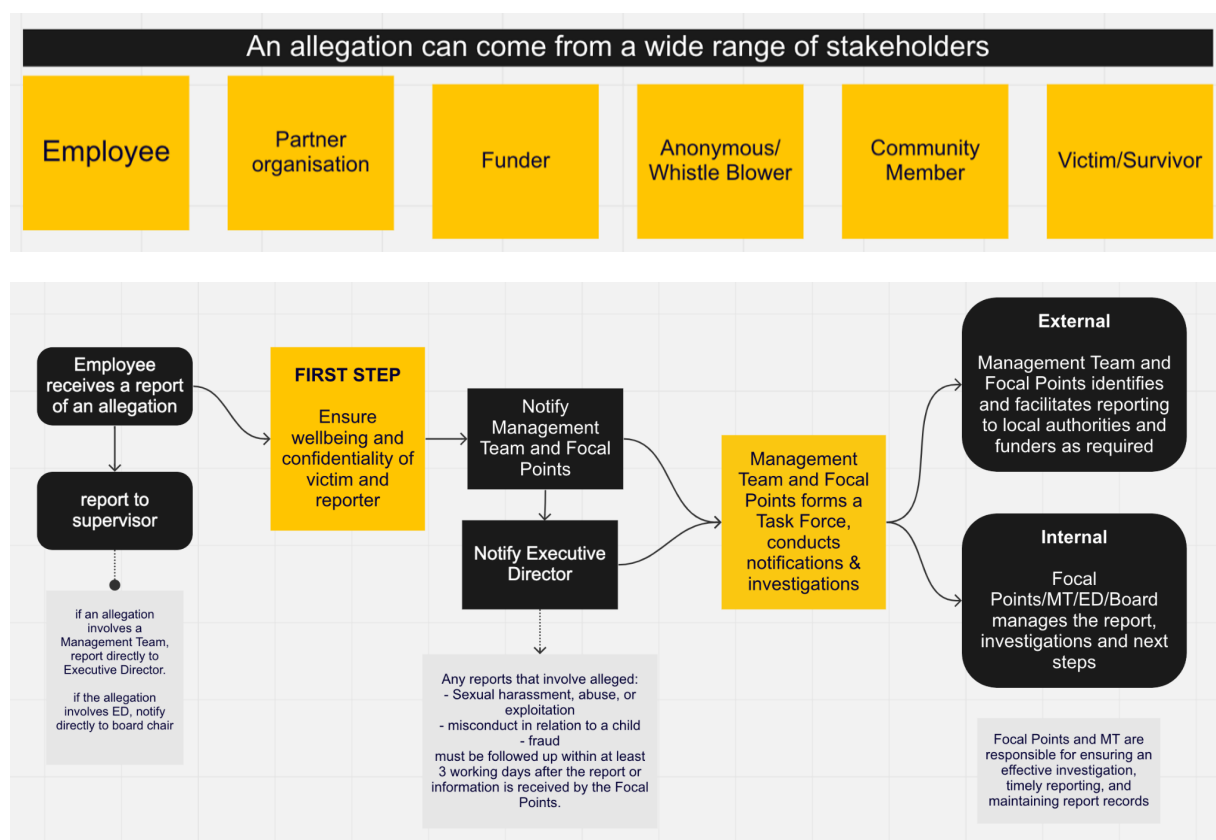 An allegation can come from a wide range of stakeholders
Employee
Partner
organisation
Funder
Anonymous/
Whistle Blower
Community
Member
Victim/Survivor
Employee
receives a report
of an allegation
report to
supervisor
if an allegation
involves a
Management Team,
report directly to
Executive Director.
if the allegation
involves ED, notify
directly to board chair
FIRST STEP
Ensure
wellbeing and
confidentiality of
victim and
reporter
Notify
Management
Team and Focal
Points
Notify Executive
Director
Any reports that involve alleged:
- Sexual harassment, abuse, or
exploitation
- misconduct in relation to a child
- fraud
must be followed up within at least
3 working days after the report or
information is received by the Focal
Points.
Management
Team and Focal
Points forms a
Task Force,
conducts
notifications &
investigations
External
Management Team and
Focal Points identifies
and facilitates reporting
to local authorities and
funders as required
Internal
Focal
Points/MT/ED/Board
manages the report,
investigations and next
steps
Focal Points and MT are
responsible for ensuring an
effective investigation,
timely reporting, and
maintaining report records